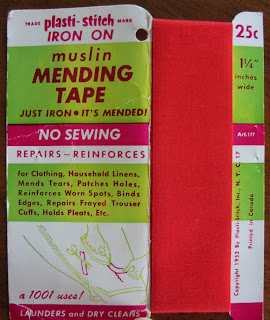 TRADE plasti-stitch MARK
IRON ON
muslin
MENDING
TAPE
JUST IRON • IT'S MENDED!
NO SEWING
REPAIRS — REINFORCES
for Clothing, Household Linens,
Mends Tears, Patches Holes,
Reinforces Worn Spots, Binds
Edges, Repairs Frayed Trouser
Cuffs, Holds Pleats, Etc.
a 1001 uses!
LAUNDERS and DRY CLEANS
25c
1¼"
inches
wide
Art.177
Copyright 1952 By Plasti-Stitch, Inc., N.Y.C. 17
Printed in Canada